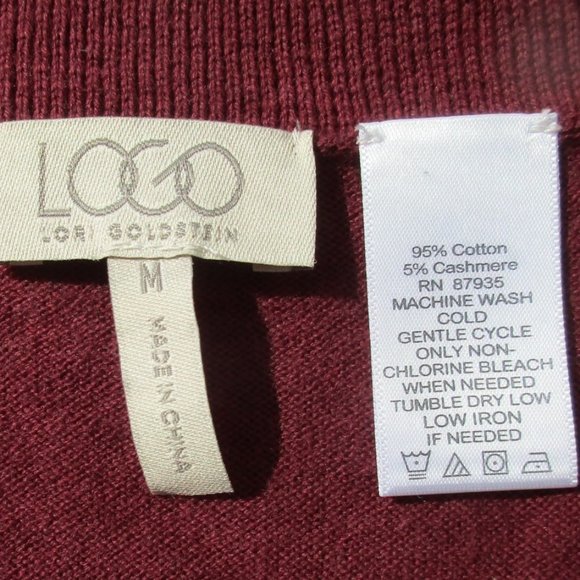 LOGO
LORI GOLDSTEIN
M
MADE IN CHINA
95% Cotton
5% Cashmere
RN 87935
MACHINE WASH
COLD
GENTLE CYCLE
ONLY NON-
CHLORINE BLEACH
WHEN NEEDED
TUMBLE DRY LOW
LOW IRON
IF NEEDED